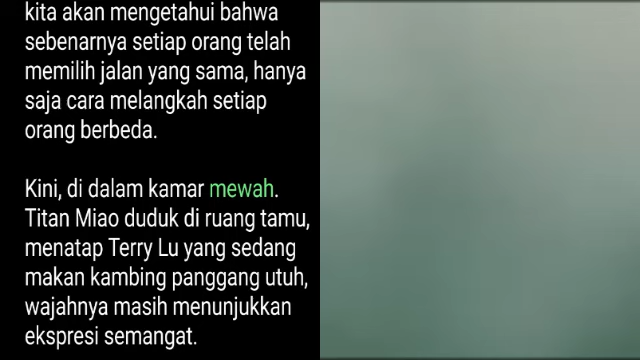 kita akan mengetahui bahwa
sebenarnya setiap orang telah
memilih jalan yang sama, hanya
saja cara melangkah setiap
orang berbeda.
Kini, di dalam kamar mewah.
Titan Miao duduk di ruang tamu,
menatap Terry Lu yang sedang
makan kambing panggang utuh,
wajahnya masih menunjukkan
ekspresi semangat.